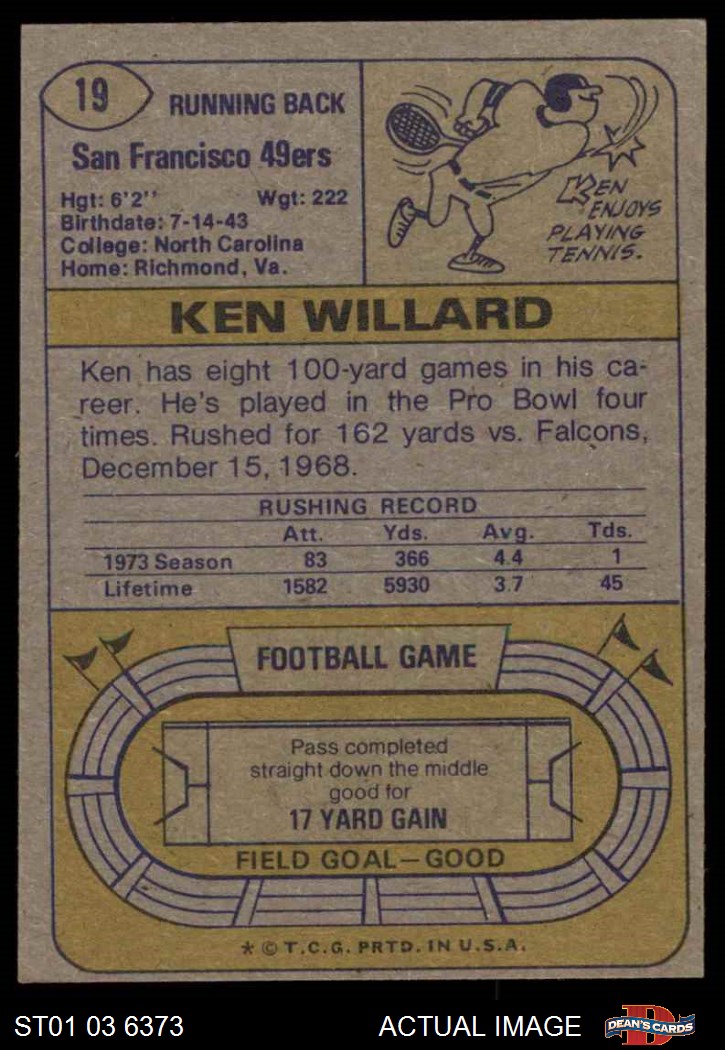 19
RUNNING BACK
San Francisco 49ers
Hgt: 6'2'' Wgt: 222
Birthdate: 7-14-43
College: North Carolina
Home: Richmond, Va.
KEN
ENJOYS
PLAYING
TENNIS.
KEN WILLARD
Ken has eight 100-yard games in his ca-
reer. He's played in the Pro Bowl four
times. Rushed for 162 yards vs. Falcons,
December 15, 1968.
RUSHING RECORD
Att. Yds. Avg. Tds.
1973 Season 83 366 4.4 1
Lifetime 1582 5930 3.7 45
FOOTBALL GAME
Pass completed
straight down the middle
good for
17 YARD GAIN
FIELD GOAL—GOOD
* © T.C.G. PRTD. IN U.S.A.
ST01 03 6373 ACTUAL IMAGE
D
DEAN'S CARDS